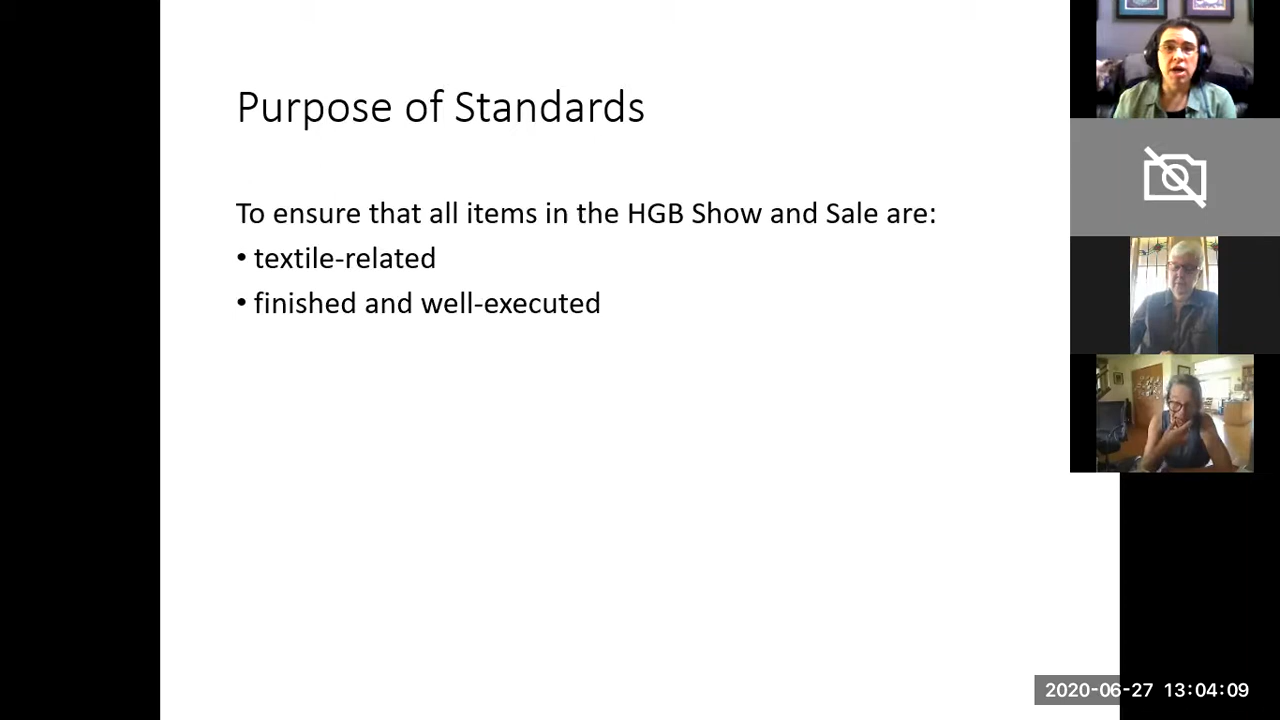 Purpose of Standards
To ensure that all items in the HGB Show and Sale are:
• textile-related
• finished and well-executed
2020-06-27 13:04:09